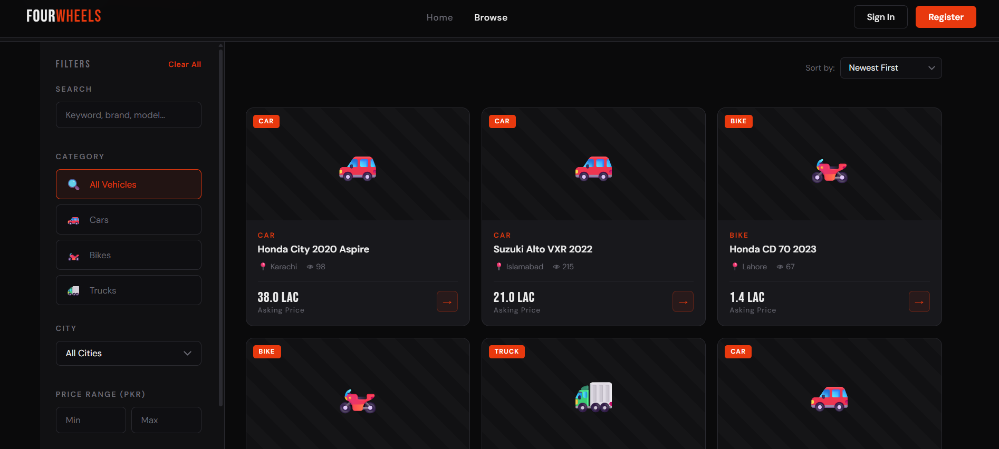 FOURWHEELS
Home Browse
Sign In Register
FILTERS Clear All
SEARCH
Keyword, brand, model...
CATEGORY
All Vehicles
Cars
Bikes
Trucks
CITY
All Cities
PRICE RANGE (PKR)
Min Max
Sort by: Newest First
CAR
CAR
Honda City 2020 Aspire
Karachi 98
38.0 LAC
Asking Price
→
CAR
CAR
Suzuki Alto VXR 2022
Islamabad 215
21.0 LAC
Asking Price
→
BIKE
BIKE
Honda CD 70 2023
Lahore 67
1.4 LAC
Asking Price
→
BIKE
TRUCK
CAR